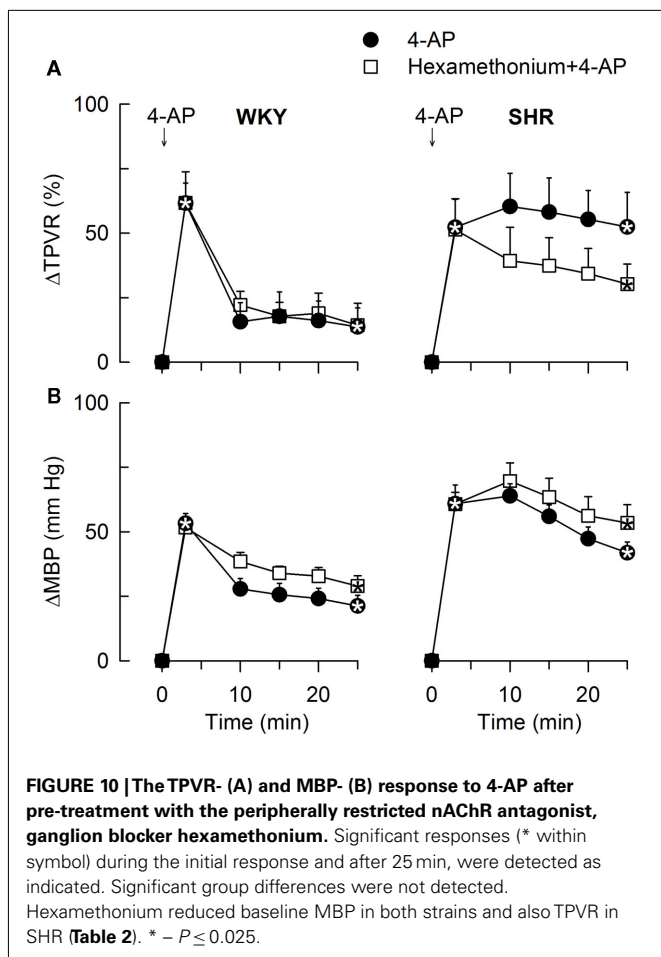 4-AP
Hexamethonium+4-AP
A
100
4-AP
WKY
4-AP
SHR
ΔTPVR (%)
50
0
B
100
ΔMBP (mm Hg)
50
0
0 10 20
0 10 20
Time (min)
Time (min)
FIGURE 10 | The TPVR- (A) and MBP- (B) response to 4-AP after
pre-treatment with the peripherally restricted nAChR antagonist,
ganglion blocker hexamethonium. Significant responses (* within
symbol) during the initial response and after 25 min, were detected as
indicated. Significant group differences were not detected.
Hexamethonium reduced baseline MBP in both strains and also TPVR in
SHR (Table 2). * – P ≤ 0.025.